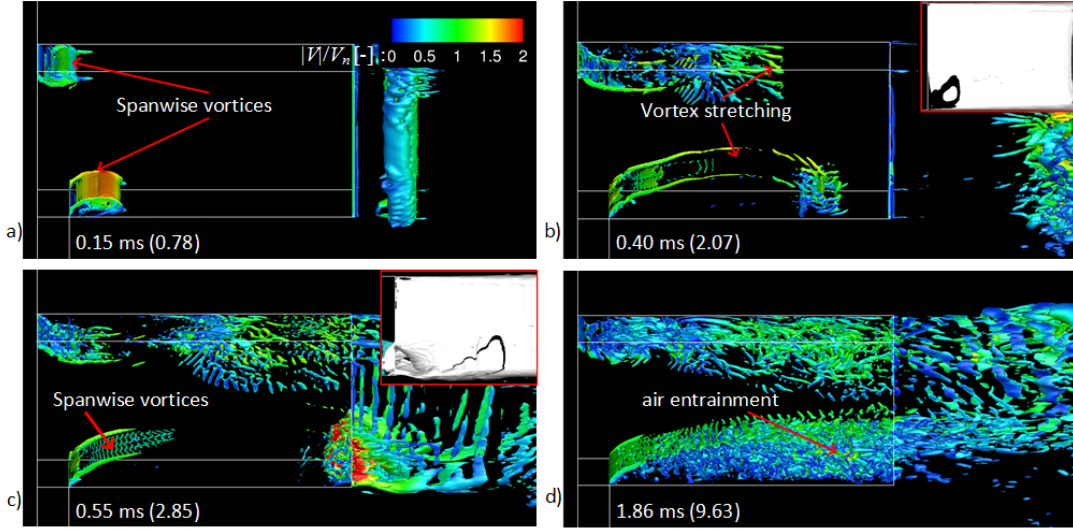 |V|/Vn [-] :
0 0.5 1 1.5 2
Spanwise vortices
a)
0.15 ms (0.78)
Vortex stretching
b)
0.40 ms (2.07)
Spanwise vortices
c)
0.55 ms (2.85)
air entrainment
d)
1.86 ms (9.63)